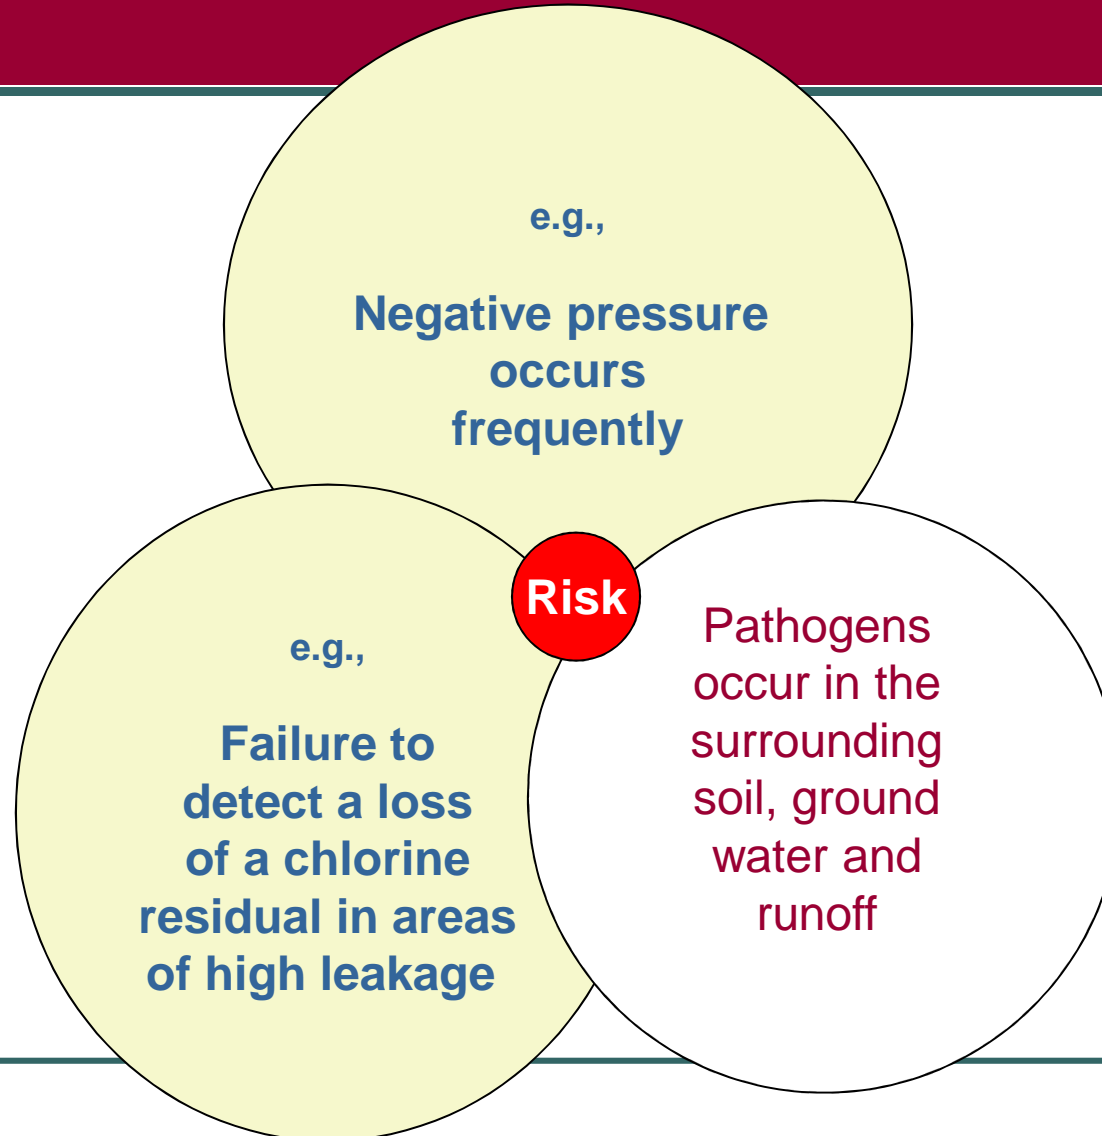 e.g.,
Negative pressure
occurs
frequently
Risk
e.g.,
Failure to
detect a loss
of a chlorine
residual in areas
of high leakage
Pathogens
occur in the
surrounding
soil, ground
water and
runoff